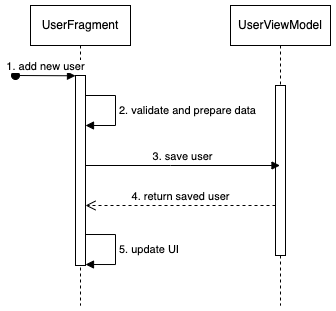 UserFragment
UserViewModel
1. add new user
2. validate and prepare data
3. save user
4. return saved user
5. update UI